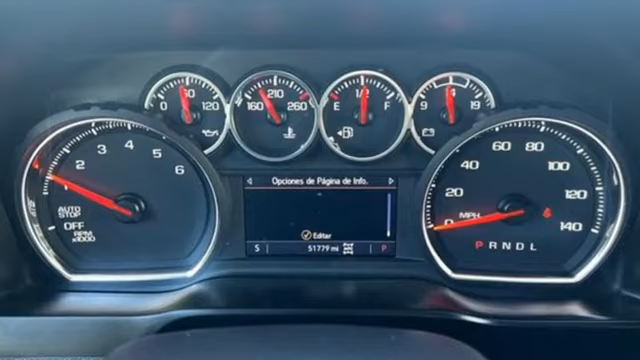 0 60 120
160 210 260
E 1/2 F
9 14 19
1 2 3 4 5 6
AUTO
STOP
OFF
RPM
x1000
Opciones de Página de Info.
Editar
S 51779 mi P
0 20 40 60 80 100 120 140
MPH
P R N D L